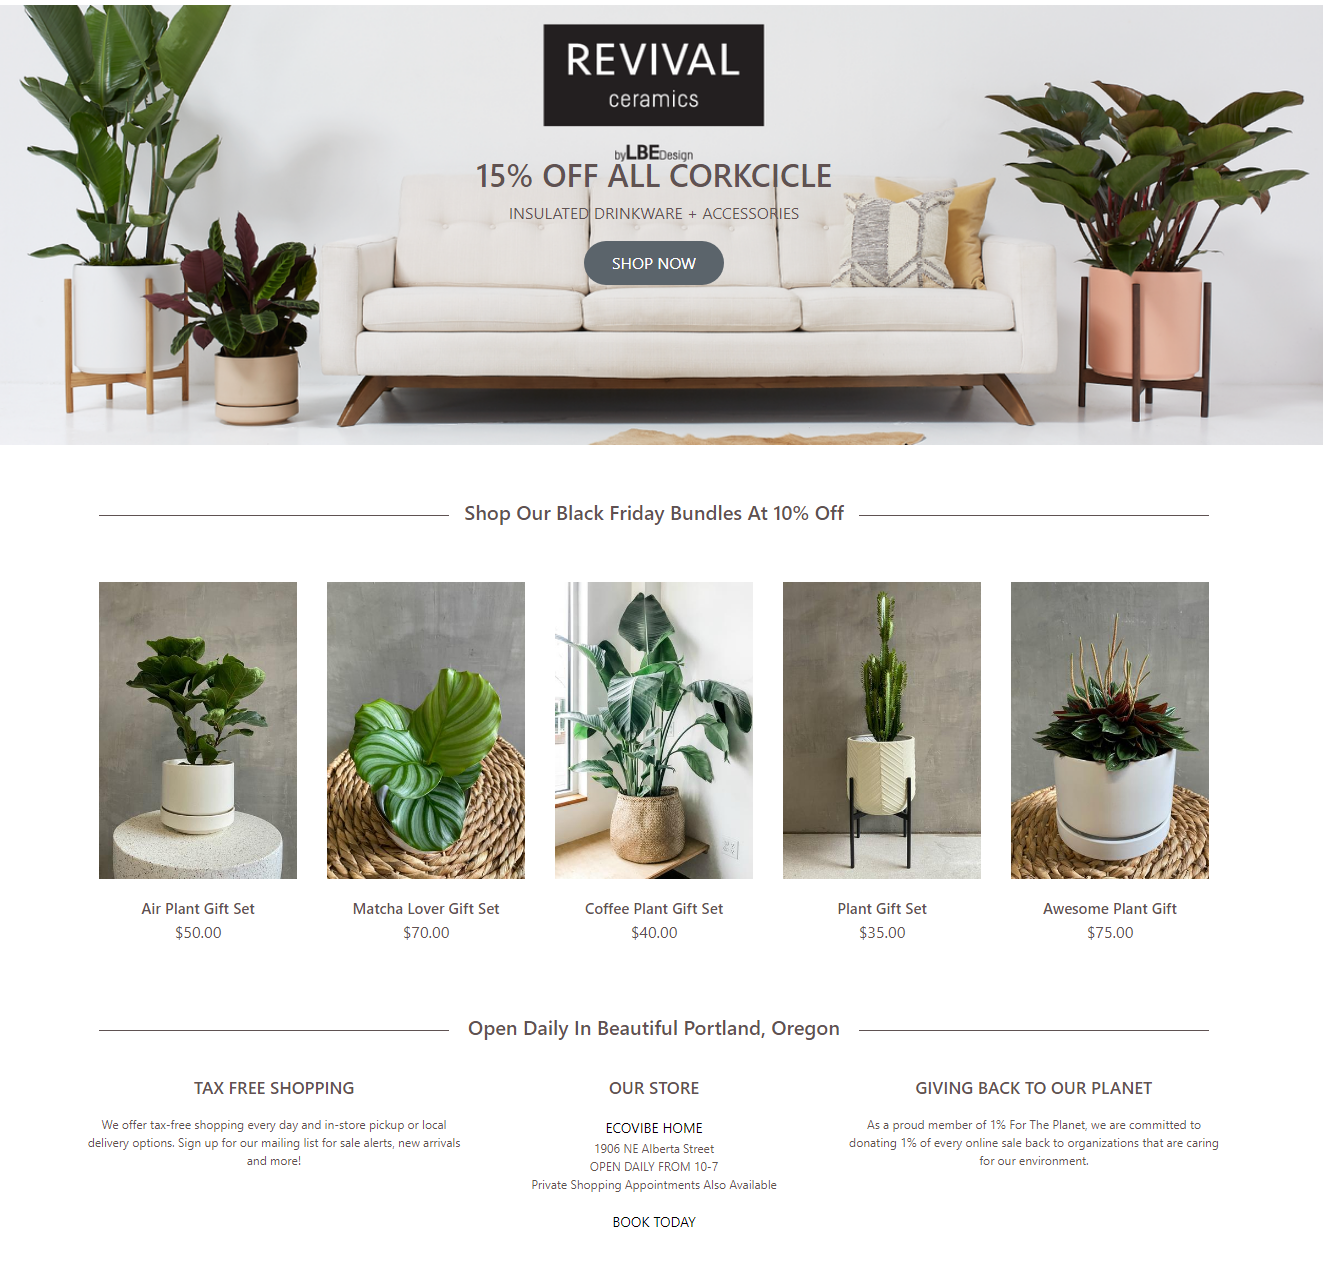 REVIVAL
ceramics
byLBEDesign
15% OFF ALL CORKCICLE
INSULATED DRINKWARE + ACCESSORIES
SHOP NOW
Shop Our Black Friday Bundles At 10% Off
Air Plant Gift Set
$50.00
Matcha Lover Gift Set
$70.00
Coffee Plant Gift Set
$40.00
Plant Gift Set
$35.00
Awesome Plant Gift
$75.00
Open Daily In Beautiful Portland, Oregon
TAX FREE SHOPPING
We offer tax-free shopping every day and in-store pickup or local
delivery options. Sign up for our mailing list for sale alerts, new arrivals
and more!
OUR STORE
ECOVIBE HOME
1906 NE Alberta Street
OPEN DAILY FROM 10-7
Private Shopping Appointments Also Available
BOOK TODAY
GIVING BACK TO OUR PLANET
As a proud member of 1% For The Planet, we are committed to
donating 1% of every online sale back to organizations that are caring
for our environment.